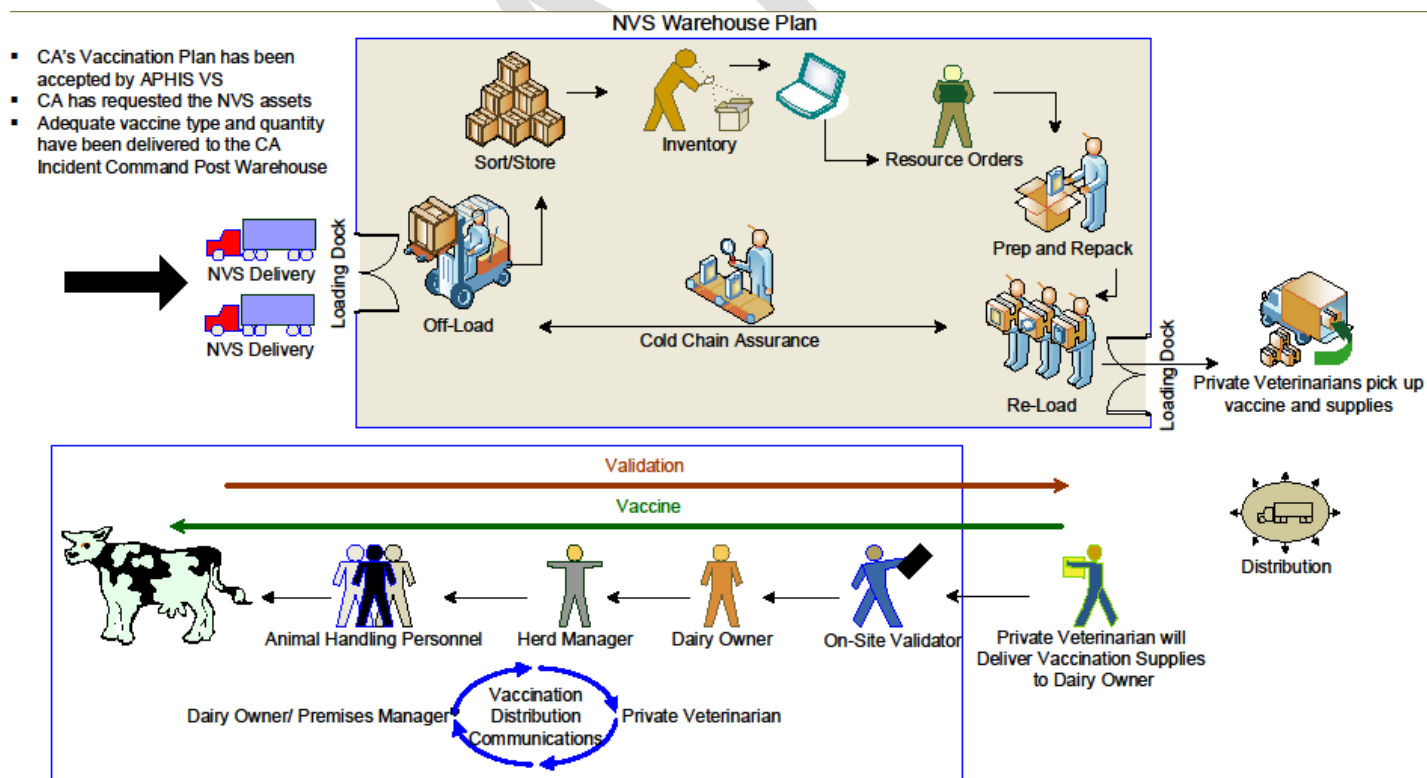 NVS Warehouse Plan
▪ CA's Vaccination Plan has been
accepted by APHIS VS
▪ CA has requested the NVS assets
▪ Adequate vaccine type and quantity
have been delivered to the CA
Incident Command Post Warehouse
Sort/Store
Inventory
Resource Orders
Prep and Repack
NVS Delivery
NVS Delivery
Loading Dock
Off-Load
Cold Chain Assurance
Re-Load
Loading Dock
Private Veterinarians pick up
vaccine and supplies
Validation
Vaccine
Distribution
Animal Handling Personnel
Herd Manager
Dairy Owner
On-Site Validator
Private Veterinarian will
Deliver Vaccination Supplies
to Dairy Owner
Dairy Owner/ Premises Manager
Vaccination
Distribution
Communications
Private Veterinarian